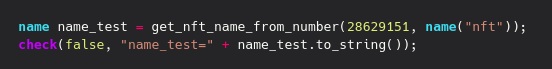 name name_test = get_nft_name_from_number(28629151, name("nft"));
check(false, "name_test=" + name_test.to_string());